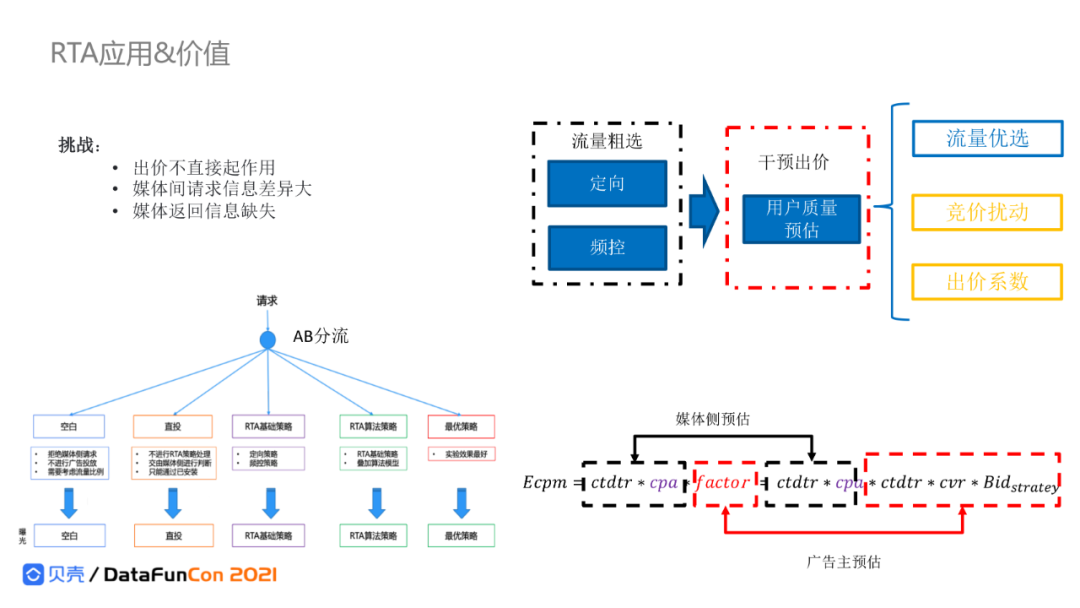 RTA应用&价值
挑战：
• 出价不直接起作用
• 媒体间请求信息差异大
• 媒体返回信息缺失
流量粗选
定向
频控
干预出价
用户质量
预估
流量优选
竞价扰动
出价系数
请求
AB分流
空白
直投
RTA基础策略
RTA算法策略
最优策略
• 拒绝媒体侧请求
• 不进行广告投放
• 需要考虑流量比例
• 不进行RTA策略处理
• 交由媒体侧进行判断
• 只能通过已安装
• 定向策略
• 频控策略
• RTA基础策略
• 叠加算法模型
• 实验效果最好
曝光
空白
直投
RTA基础策略
RTA算法策略
最优策略
媒体侧预估
Ecpm = ctdtr * cpa * factor = ctdtr * cpa * ctdtr * cvr * Bid_stratey
广告主预估
贝壳 / DataFunCon 2021